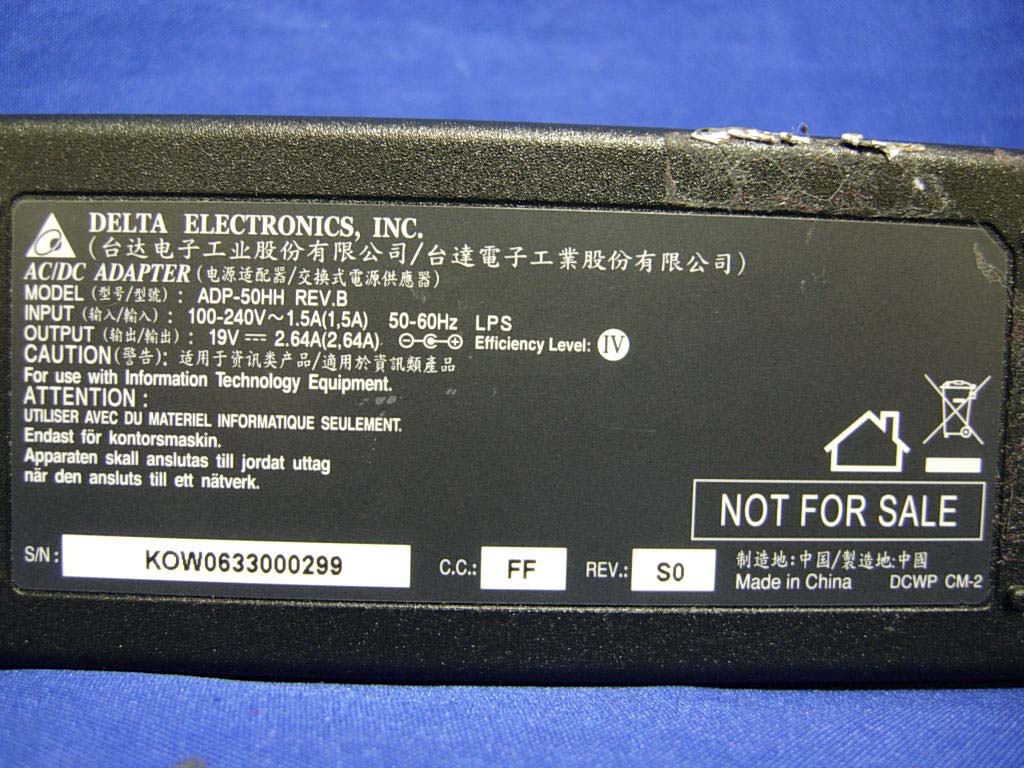 DELTA ELECTRONICS, INC.
(台达电子工业股份有限公司/台達電子工業股份有限公司)
AC/DC ADAPTER (电源适配器/交換式電源供應器)
MODEL (型号/型號) : ADP-50HH REV.B
INPUT (输入/輸入) : 100-240V～1.5A(1,5A) 50-60Hz LPS
OUTPUT (输出/輸出) : 19V ⎓ 2.64A(2,64A) Efficiency Level: IV
CAUTION (警告): 适用于资讯类产品/適用於資訊類產品
For use with Information Technology Equipment.
ATTENTION :
UTILISER AVEC DU MATERIEL INFORMATIQUE SEULEMENT.
Endast för kontorsmaskin.
Apparaten skall anslutas till jordat uttag
når den ansluts till ett nätverk.
NOT FOR SALE
S/N: KOW0633000299 C.C.: FF REV.: S0
制造地:中国/製造地:中國
Made in China DCWP CM-2